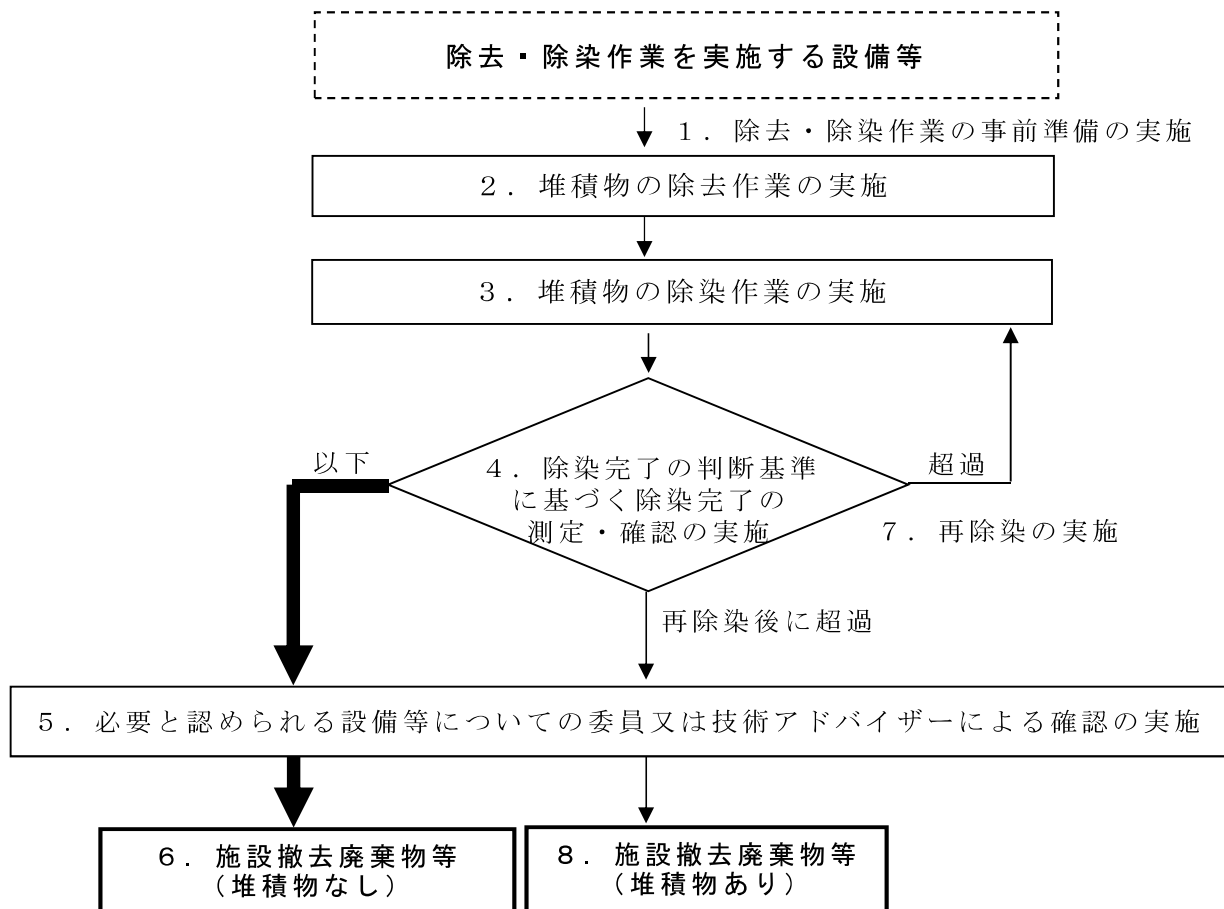 除去・除染作業を実施する設備等
１．除去・除染作業の事前準備の実施
２．堆積物の除去作業の実施
３．堆積物の除染作業の実施
以下
４．除染完了の判断基準
に基づく除染完了の
測定・確認の実施
超過
７．再除染の実施
再除染後に超過
５．必要と認められる設備等についての委員又は技術アドバイザーによる確認の実施
６．施設撤去廃棄物等
（堆積物なし）
８．施設撤去廃棄物等
（堆積物あり）